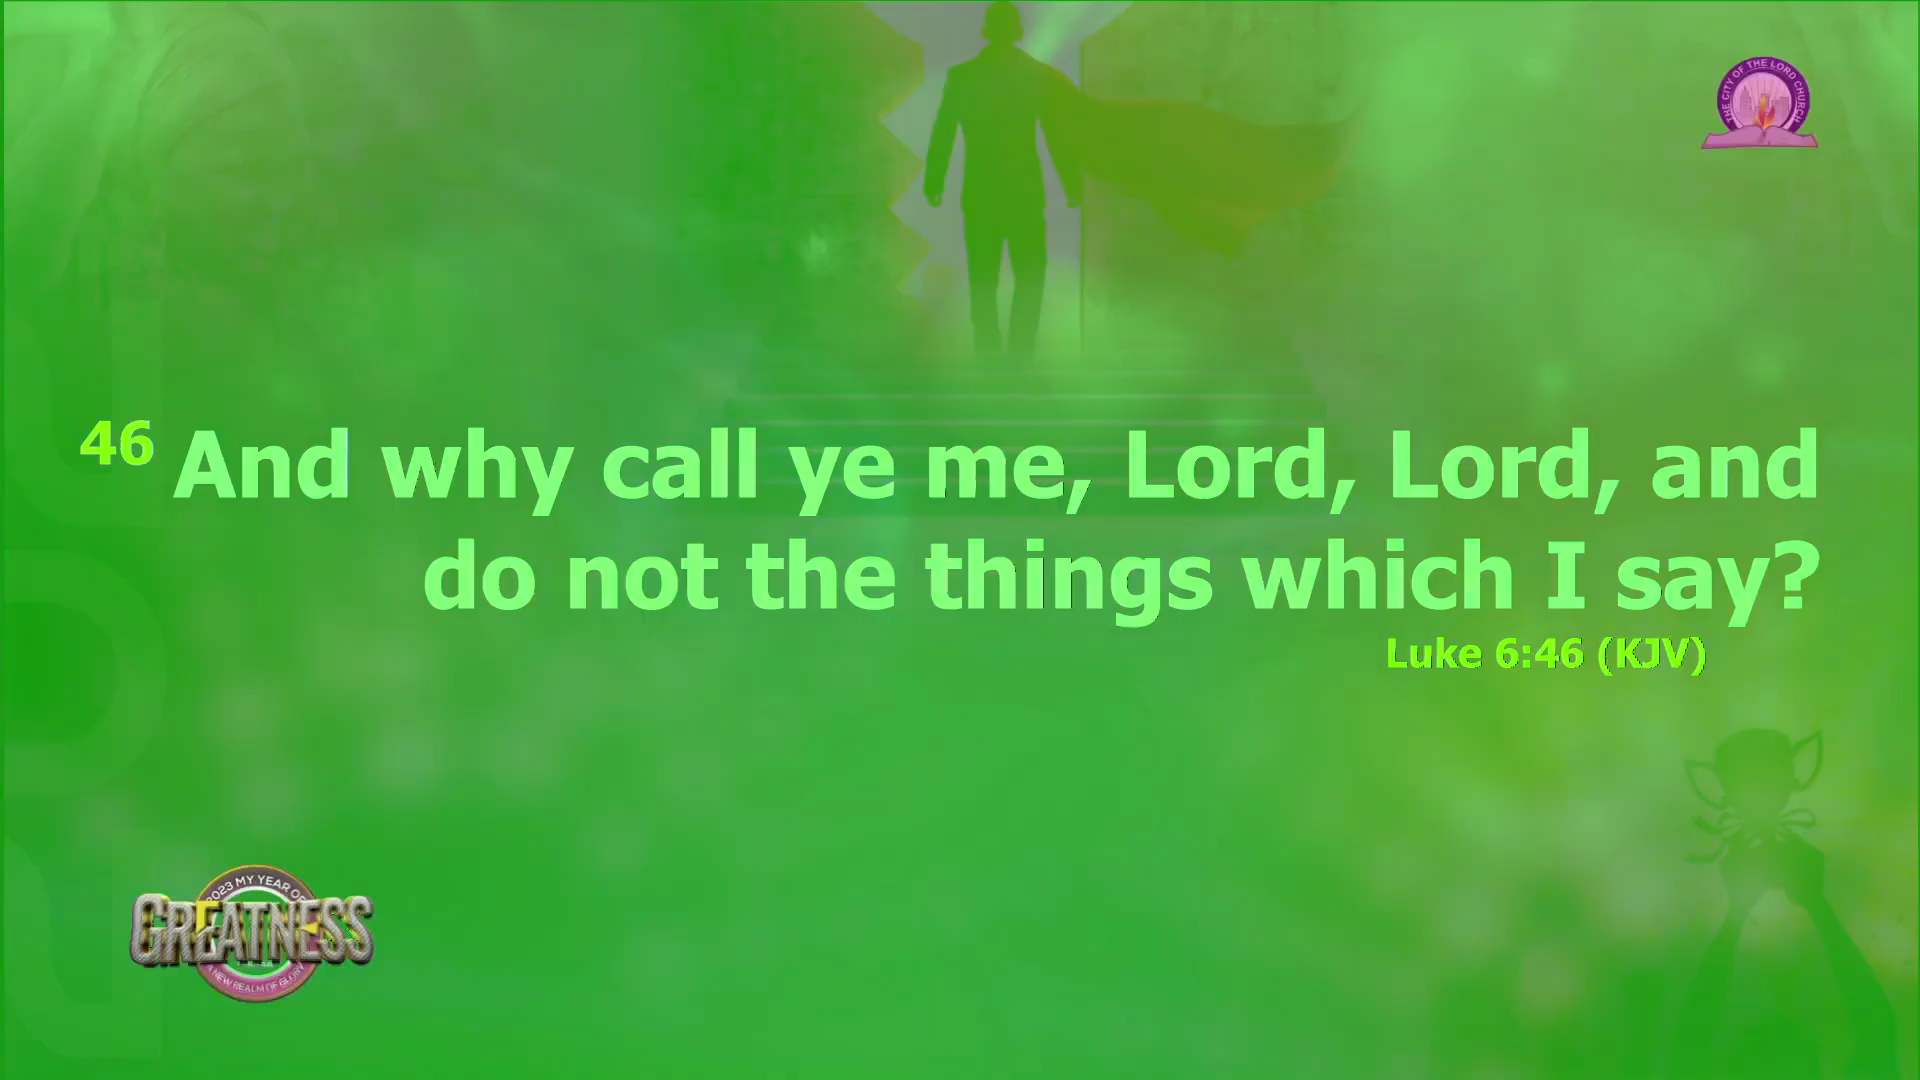 THE CITY OF THE LORD CHURCH
46 And why call ye me, Lord, Lord, and
do not the things which I say?
Luke 6:46 (KJV)
2023 MY YEAR OF
GREATNESS
A NEW REALM OF GLORY